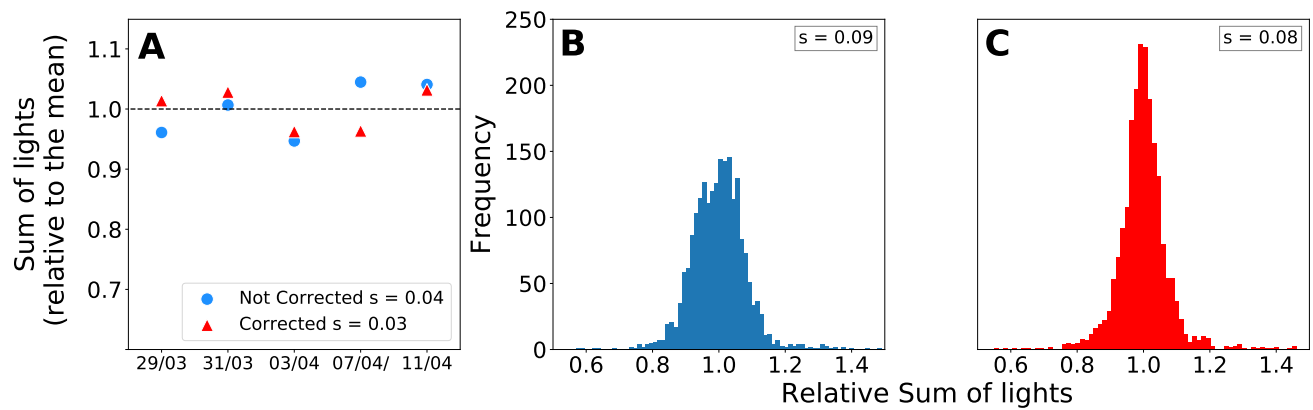 A
Sum of lights
(relative to the mean)
1.1
1.0
0.9
0.8
0.7
Not Corrected s = 0.04
Corrected s = 0.03
29/03 31/03 03/04 07/04/ 11/04
B
s = 0.09
Frequency
250
200
150
100
50
0
0.6 0.8 1.0 1.2 1.4
C
s = 0.08
0.6 0.8 1.0 1.2 1.4
Relative Sum of lights